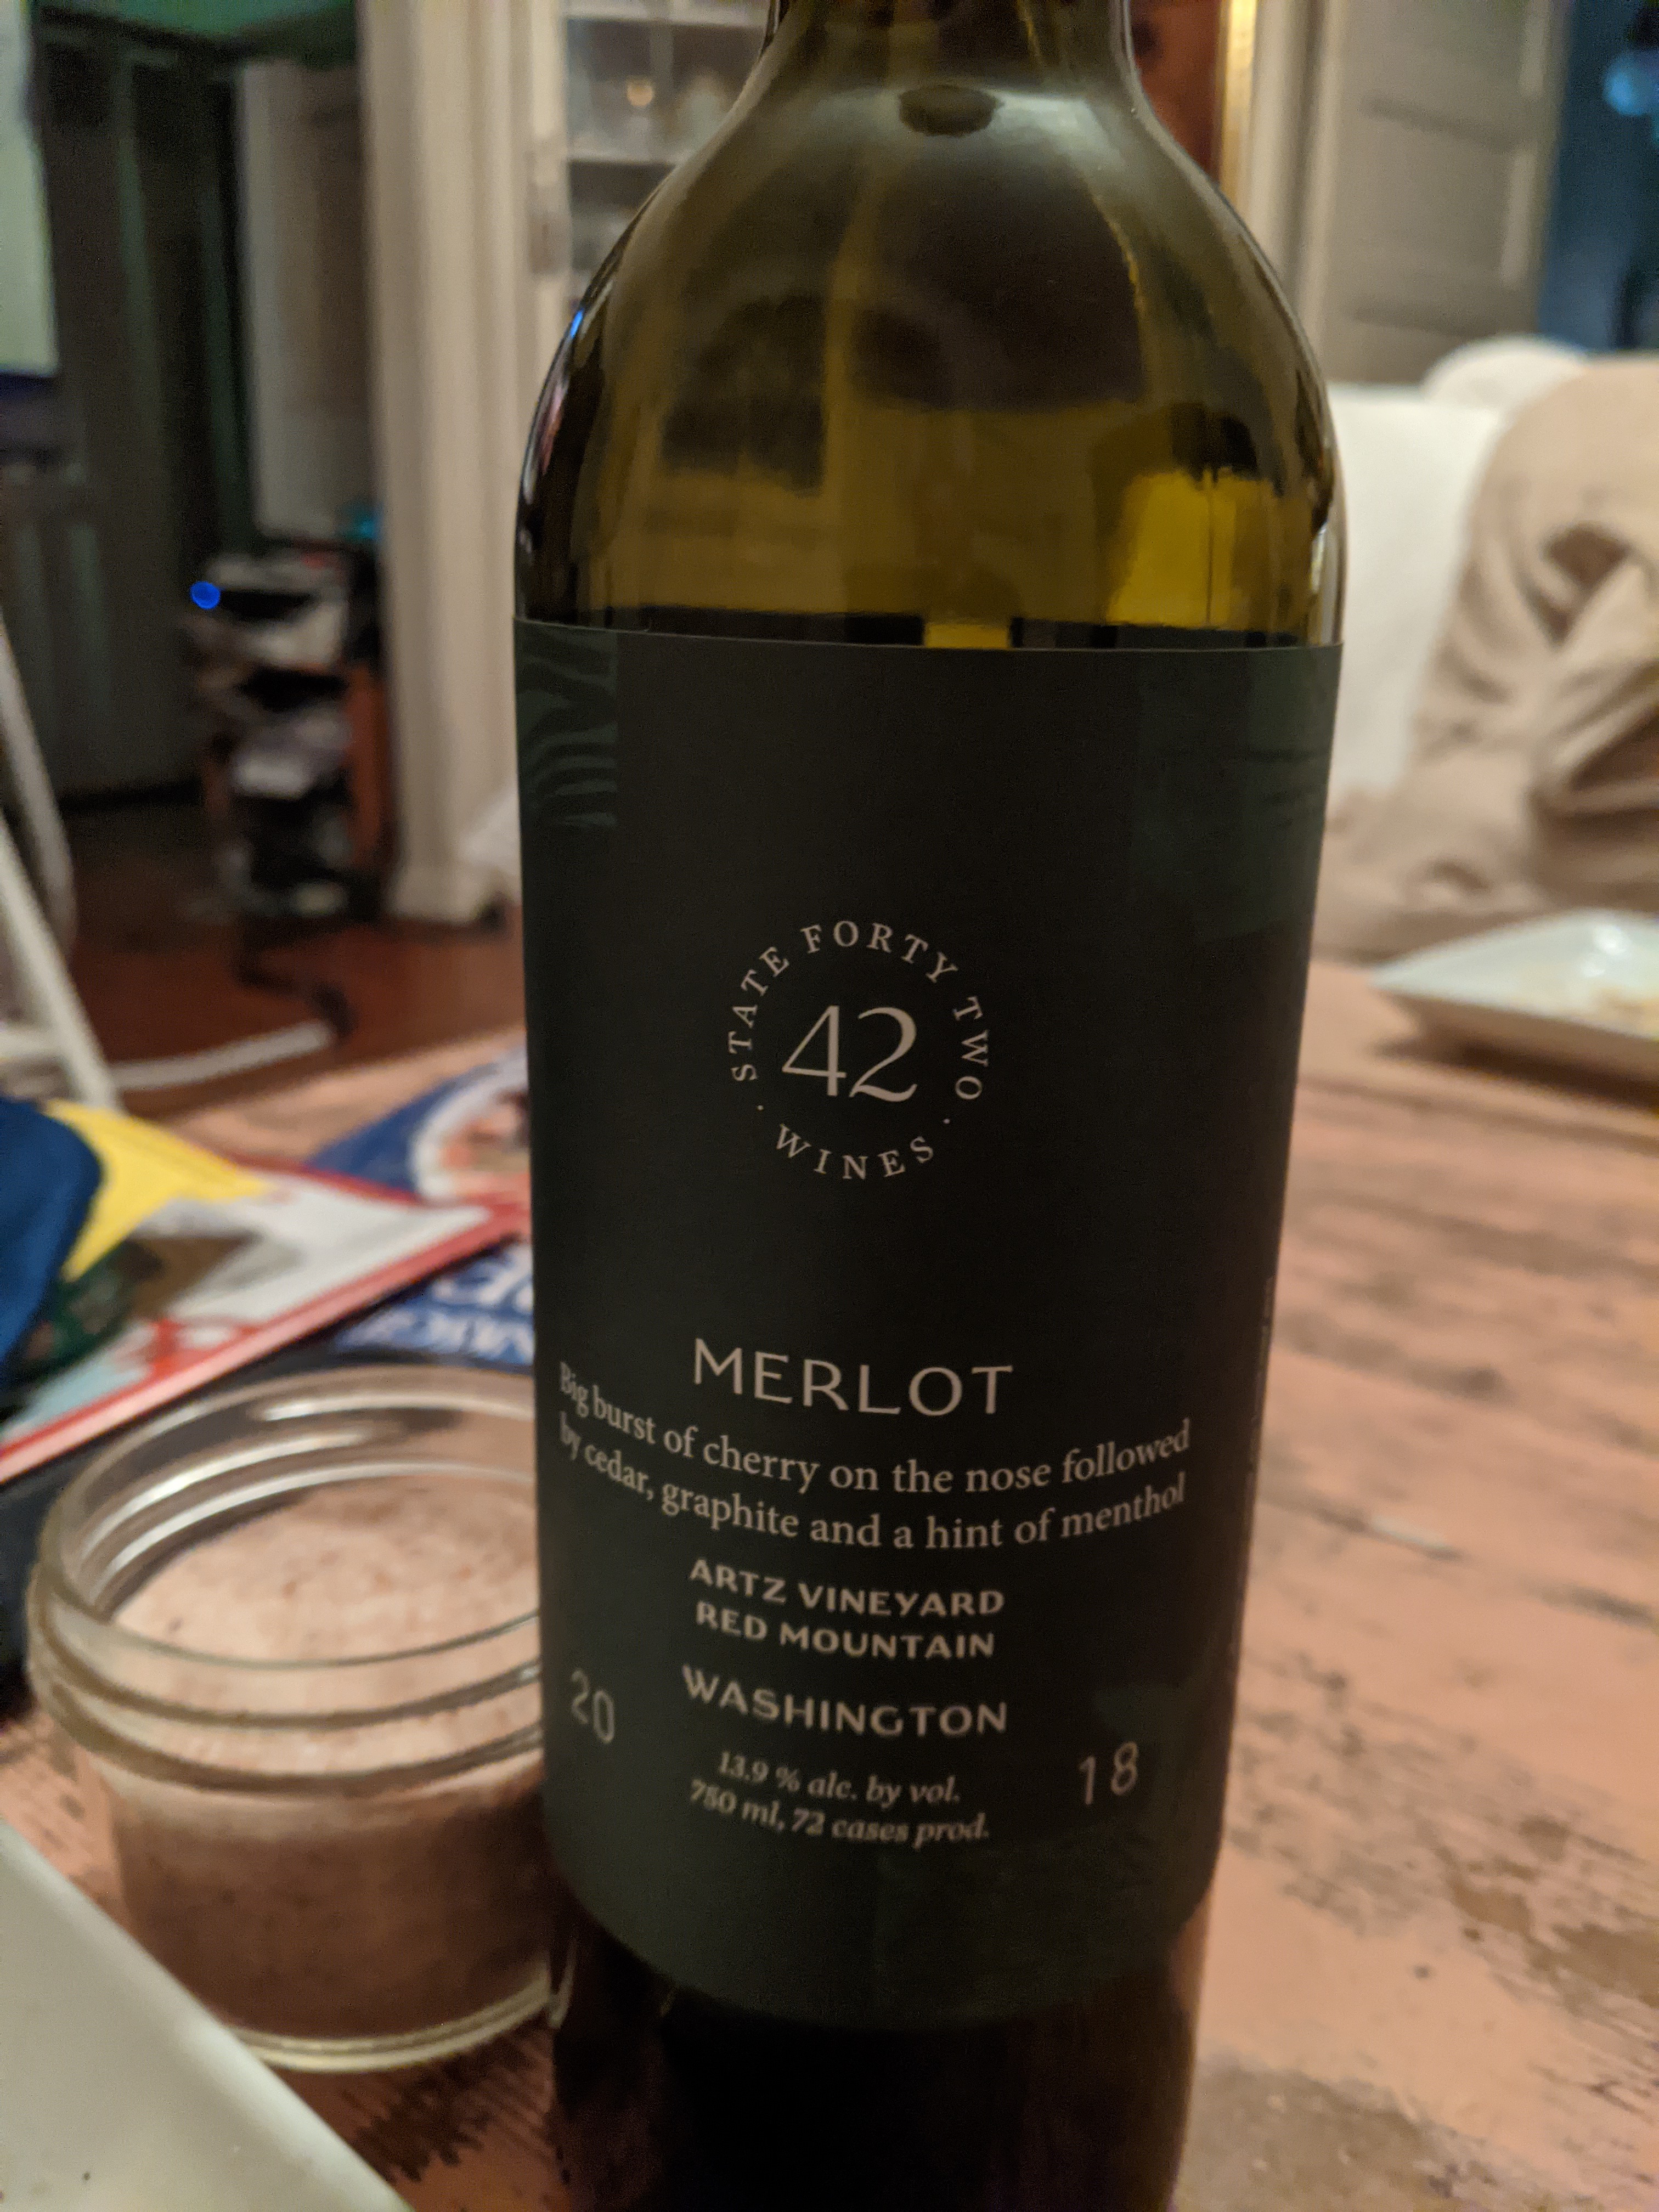 STATE FORTY TWO
42
· WINES ·
MERLOT
Big burst of cherry on the nose followed
by cedar, graphite and a hint of menthol
ARTZ VINEYARD
RED MOUNTAIN
WASHINGTON
20 18
13.9 % alc. by vol.
750 ml, 72 cases prod.